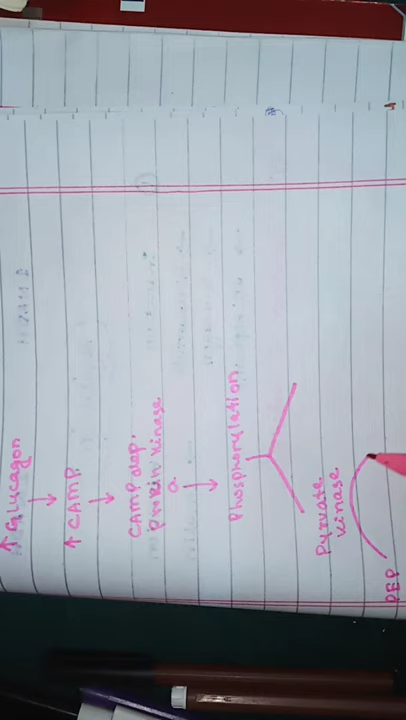 ↑ Glucagon
↓
↑ CAMP
↓
CAMP dep.
Protein kinase
a
↓
Phosphorylation
Pyruvate
kinase
PEP